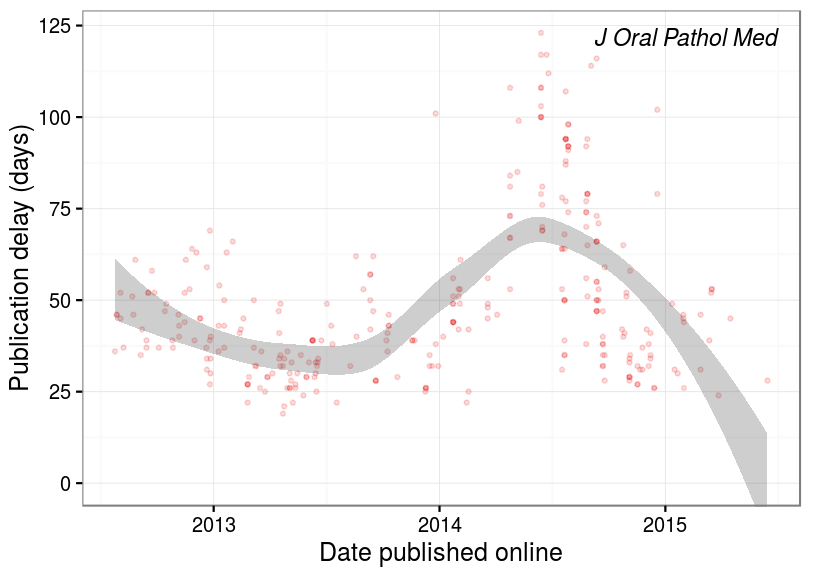 J Oral Pathol Med
125
100
75
50
25
0
Publication delay (days)
2013 2014 2015
Date published online